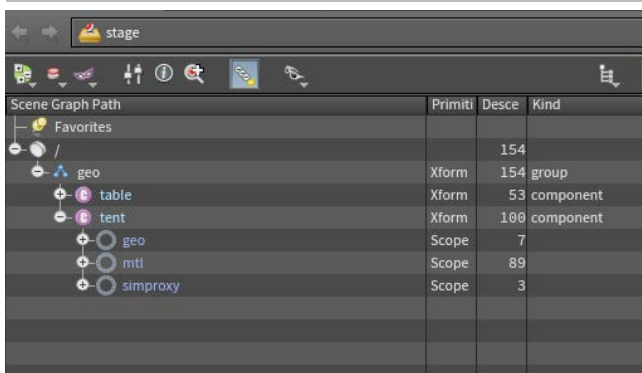 stage
Scene Graph Path Primiti Desce Kind
Favorites
/ 154
geo Xform 154 group
table Xform 53 component
tent Xform 100 component
geo Scope 7
mtl Scope 89
simproxy Scope 3